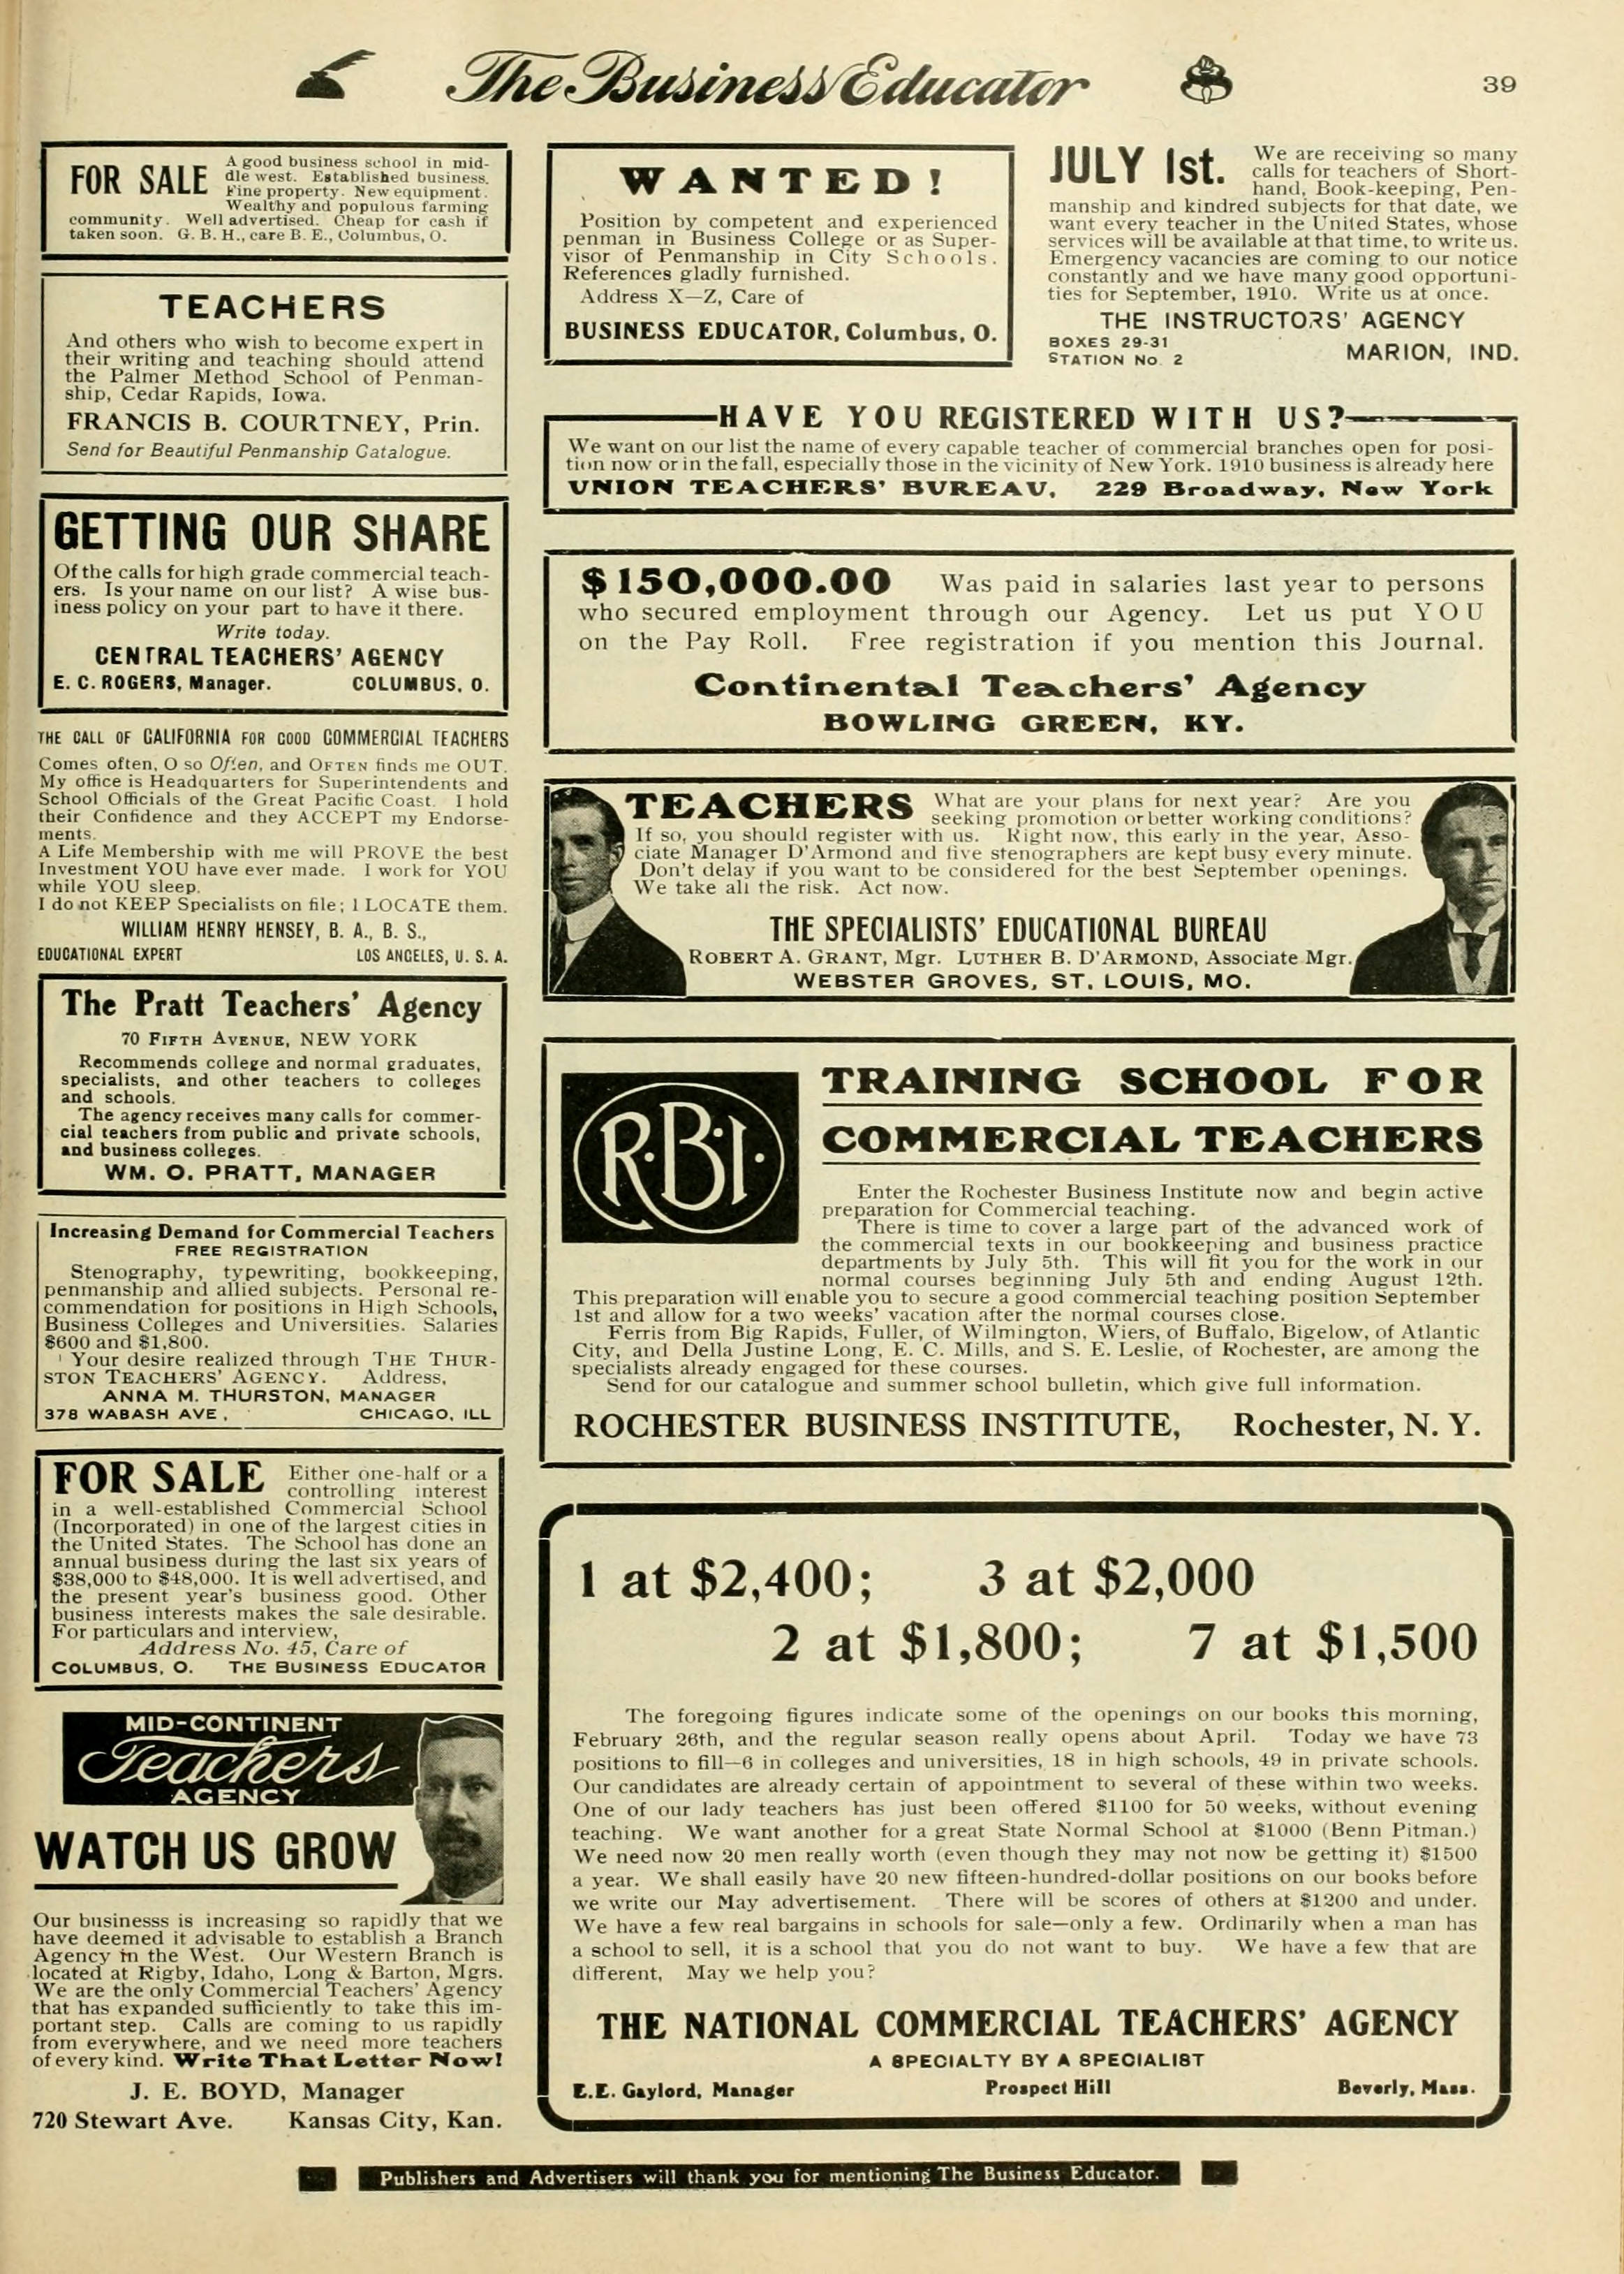 The Business Educator
39
FOR SALE A good business school in mid-
dle west. Established business.
Fine property. New equipment.
Wealthy and populous farming
community. Well advertised. Cheap for cash if
taken soon. G. B. H., care B. E., Columbus, O.
TEACHERS
And others who wish to become expert in
their writing and teaching should attend
the Palmer Method School of Penman-
ship, Cedar Rapids, Iowa.
FRANCIS B. COURTNEY, Prin.
Send for Beautiful Penmanship Catalogue.
GETTING OUR SHARE
Of the calls for high grade commercial teach-
ers. Is your name on our list? A wise bus-
iness policy on your part to have it there.
Write today.
CENTRAL TEACHERS' AGENCY
E. C. ROGERS, Manager. COLUMBUS, O.
THE CALL OF CALIFORNIA FOR GOOD COMMERCIAL TEACHERS
Comes often, O so Often, and OFTEN finds me OUT.
My office is Headquarters for Superintendents and
School Officials of the Great Pacific Coast. I hold
their Confidence and they ACCEPT my Endorse-
ments.
A Life Membership with me will PROVE the best
Investment YOU have ever made. I work for YOU
while YOU sleep.
I do not KEEP Specialists on file; I LOCATE them.
WILLIAM HENRY HENSEY, B. A., B. S.,
EDUCATIONAL EXPERT LOS ANGELES, U. S. A.
The Pratt Teachers' Agency
70 FIFTH AVENUE, NEW YORK
Recommends college and normal graduates,
specialists, and other teachers to colleges
and schools.
The agency receives many calls for commer-
cial teachers from public and private schools,
and business colleges.
WM. O. PRATT, MANAGER
Increasing Demand for Commercial Teachers
FREE REGISTRATION
Stenography, typewriting, bookkeeping,
penmanship and allied subjects. Personal re-
commendation for positions in High Schools,
Business Colleges and Universities. Salaries
$600 and $1,800.
Your desire realized through THE THUR-
STON TEACHERS' AGENCY. Address,
ANNA M. THURSTON, MANAGER
378 WABASH AVE, CHICAGO, ILL
FOR SALE Either one-half or a
controlling interest
in a well-established Commercial School
(Incorporated) in one of the largest cities in
the United States. The School has done an
annual business during the last six years of
$38,000 to $48,000. It is well advertised, and
the present year's business good. Other
business interests makes the sale desirable.
For particulars and interview,
Address No. 45, Care of
COLUMBUS, O. THE BUSINESS EDUCATOR
MID-CONTINENT
Teachers
AGENCY
WATCH US GROW
Our businesss is increasing so rapidly that we
have deemed it advisable to establish a Branch
Agency in the West. Our Western Branch is
located at Rigby, Idaho, Long & Barton, Mgrs.
We are the only Commercial Teachers' Agency
that has expanded sufficiently to take this im-
portant step. Calls are coming to us rapidly
from everywhere, and we need more teachers
of every kind. Write That Letter Now!
J. E. BOYD, Manager
720 Stewart Ave. Kansas City, Kan.
WANTED!
Position by competent and experienced
penman in Business College or as Super-
visor of Penmanship in City Schools.
References gladly furnished.
Address X—Z, Care of
BUSINESS EDUCATOR, Columbus, O.
JULY 1st. We are receiving so many
calls for teachers of Short-
hand, Book-keeping, Pen-
manship and kindred subjects for that date, we
want every teacher in the United States, whose
services will be available at that time, to write us.
Emergency vacancies are coming to our notice
constantly and we have many good opportuni-
ties for September, 1910. Write us at once.
THE INSTRUCTORS' AGENCY
BOXES 29-31
STATION No. 2 MARION, IND.
HAVE YOU REGISTERED WITH US?
We want on our list the name of every capable teacher of commercial branches open for posi-
tion now or in the fall, especially those in the vicinity of New York. 1910 business is already here
UNION TEACHERS' BUREAU, 229 Broadway, New York
$150,000.00 Was paid in salaries last year to persons
who secured employment through our Agency. Let us put YOU
on the Pay Roll. Free registration if you mention this Journal.
Continental Teachers' Agency
BOWLING GREEN, KY.
TEACHERS What are your plans for next year? Are you
seeking promotion or better working conditions?
If so, you should register with us. Right now, this early in the year, Asso-
ciate Manager D'Armond and five stenographers are kept busy every minute.
Don't delay if you want to be considered for the best September openings.
We take all the risk. Act now.
THE SPECIALISTS' EDUCATIONAL BUREAU
ROBERT A. GRANT, Mgr. LUTHER B. D'ARMOND, Associate Mgr.
WEBSTER GROVES, ST. LOUIS, MO.
R·B·I·
TRAINING SCHOOL FOR
COMMERCIAL TEACHERS
Enter the Rochester Business Institute now and begin active
preparation for Commercial teaching.
There is time to cover a large part of the advanced work of
the commercial texts in our bookkeeping and business practice
departments by July 5th. This will fit you for the work in our
normal courses beginning July 5th and ending August 12th.
This preparation will enable you to secure a good commercial teaching position September
1st and allow for a two weeks' vacation after the normal courses close.
Ferris from Big Rapids, Fuller, of Wilmington, Wiers, of Buffalo, Bigelow, of Atlantic
City, and Della Justine Long, E. C. Mills, and S. E. Leslie, of Rochester, are among the
specialists already engaged for these courses.
Send for our catalogue and summer school bulletin, which give full information.
ROCHESTER BUSINESS INSTITUTE, Rochester, N. Y.
1 at $2,400; 3 at $2,000
2 at $1,800; 7 at $1,500
The foregoing figures indicate some of the openings on our books this morning,
February 26th, and the regular season really opens about April. Today we have 73
positions to fill—6 in colleges and universities, 18 in high schools, 49 in private schools.
Our candidates are already certain of appointment to several of these within two weeks.
One of our lady teachers has just been offered $1100 for 50 weeks, without evening
teaching. We want another for a great State Normal School at $1000 (Benn Pitman.)
We need now 20 men really worth (even though they may not now be getting it) $1500
a year. We shall easily have 20 new fifteen-hundred-dollar positions on our books before
we write our May advertisement. There will be scores of others at $1200 and under.
We have a few real bargains in schools for sale—only a few. Ordinarily when a man has
a school to sell, it is a school that you do not want to buy. We have a few that are
different, May we help you?
THE NATIONAL COMMERCIAL TEACHERS' AGENCY
A SPECIALTY BY A SPECIALIST
E.E. Gaylord, Manager Prospect Hill Beverly, Mass.
Publishers and Advertisers will thank you for mentioning The Business Educator.